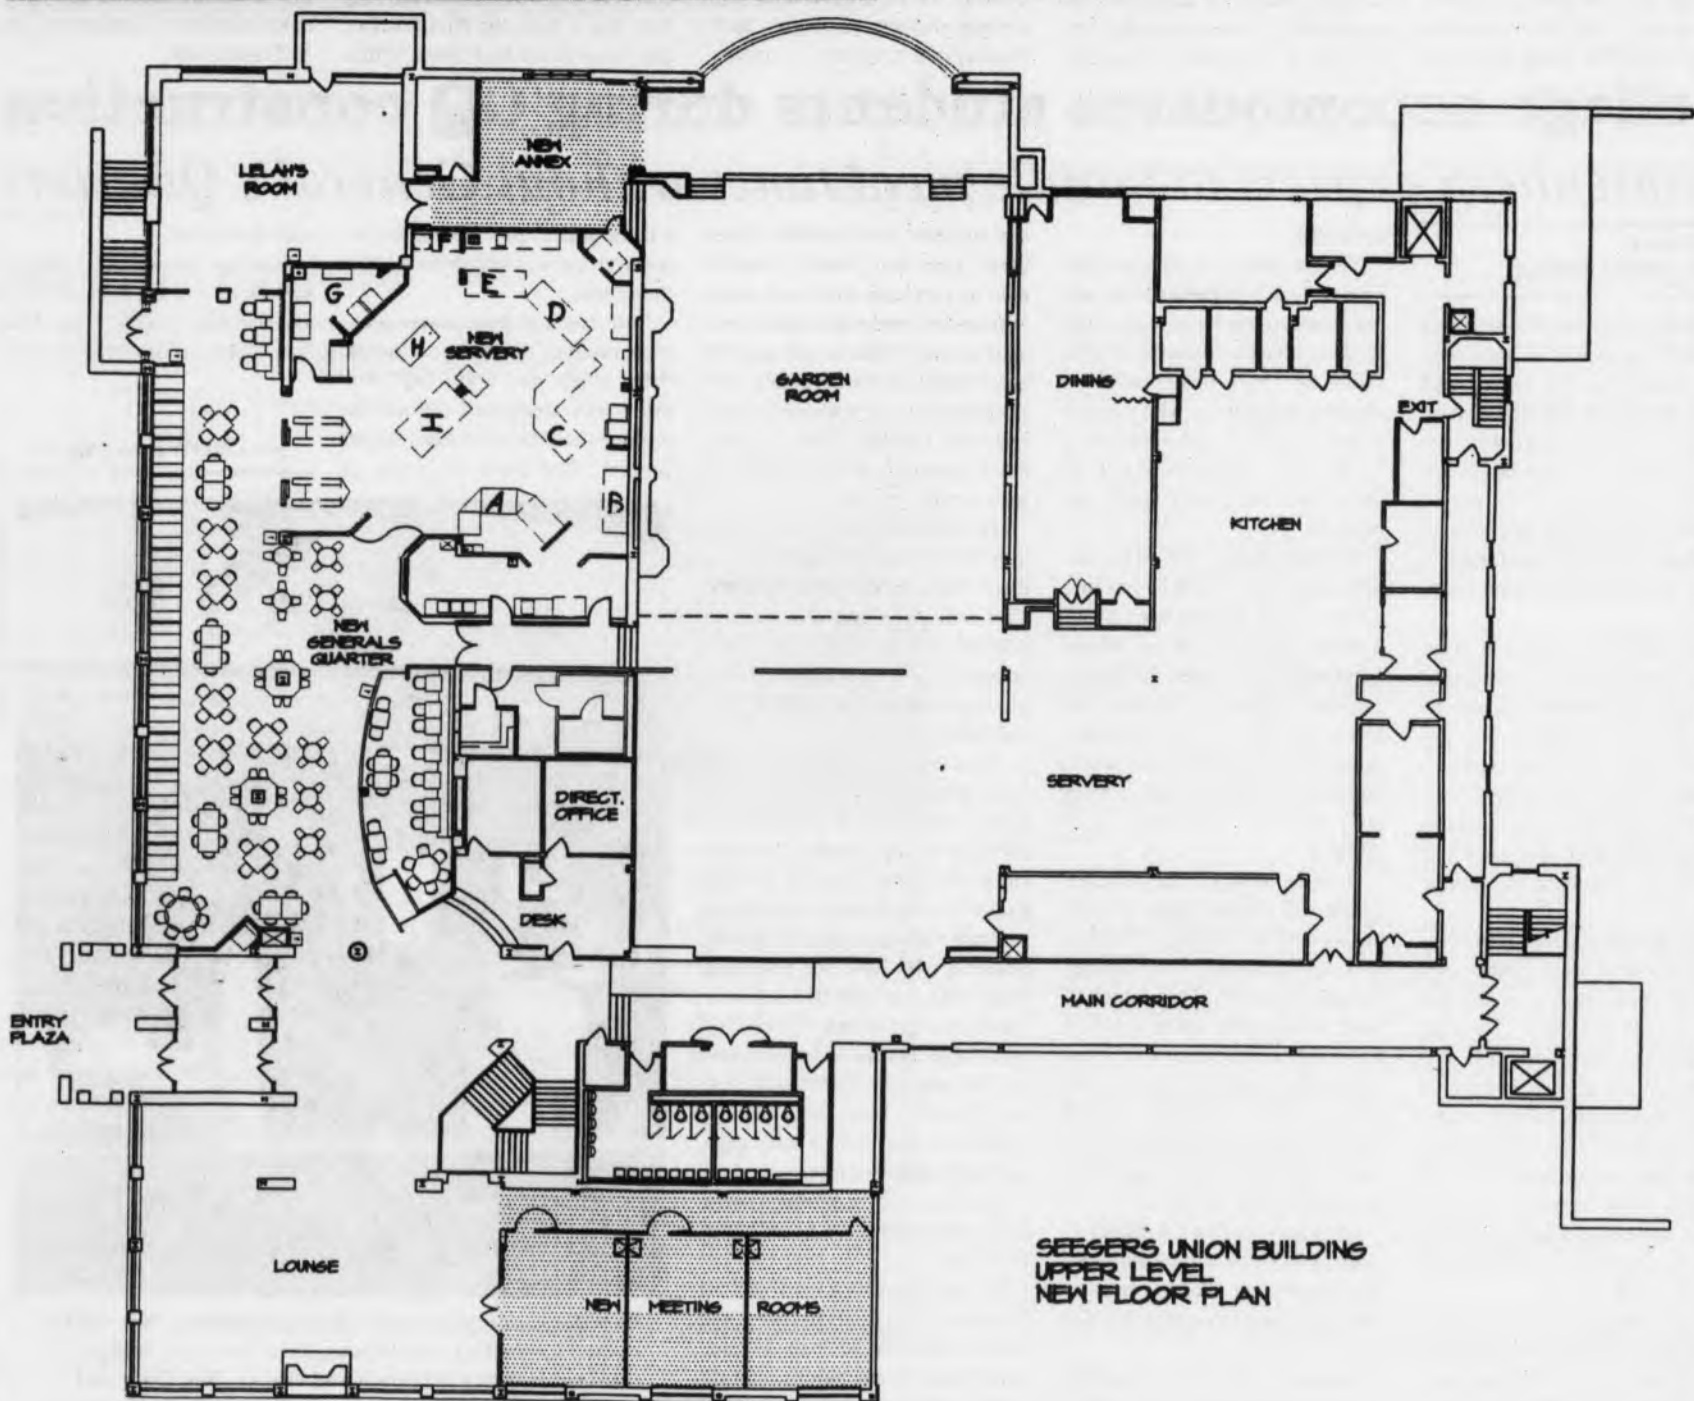 LELAH'S
ROOM
NEW
ANNEX
G
F
E
D
H
NEW
SERVERY
I
C
A
B
GARDEN
ROOM
DINING
EXIT
KITCHEN
NEW
GENERALS
QUARTER
DIRECT.
OFFICE
SERVERY
DESK
ENTRY
PLAZA
MAIN CORRIDOR
LOUNGE
NEW MEETING ROOMS
SEEGERS UNION BUILDING
UPPER LEVEL
NEW FLOOR PLAN